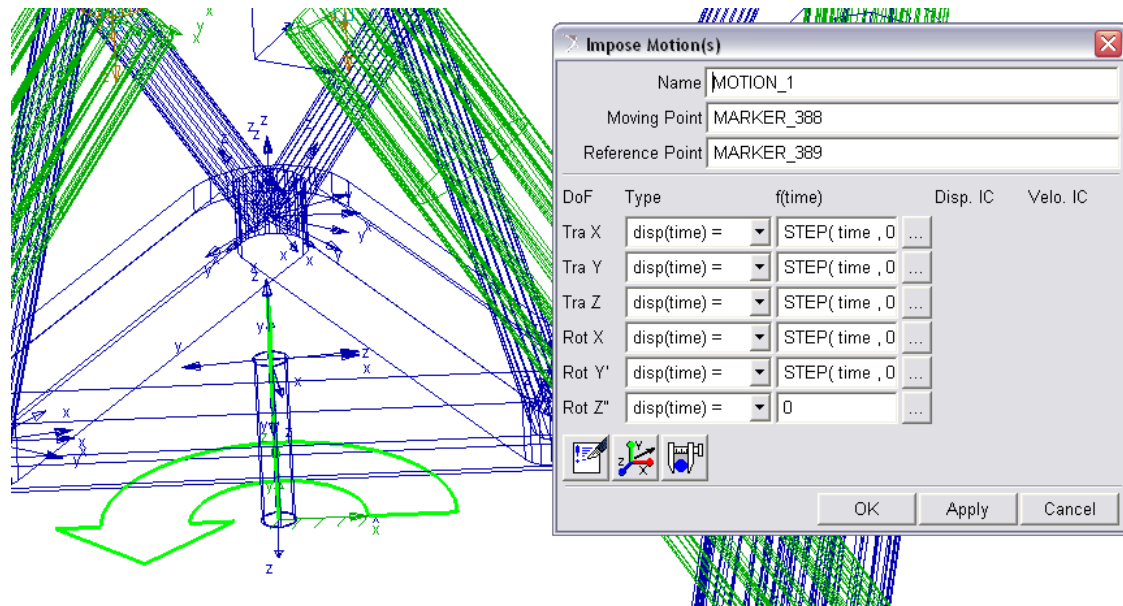 Impose Motion(s)
Name MOTION_1
Moving Point MARKER_388
Reference Point MARKER_389
DoF Type f(time) Disp. IC Velo. IC
Tra X disp(time) = STEP( time , 0 ...
Tra Y disp(time) = STEP( time , 0 ...
Tra Z disp(time) = STEP( time , 0 ...
Rot X disp(time) = STEP( time , 0 ...
Rot Y' disp(time) = STEP( time , 0 ...
Rot Z" disp(time) = 0 ...
OK Apply Cancel